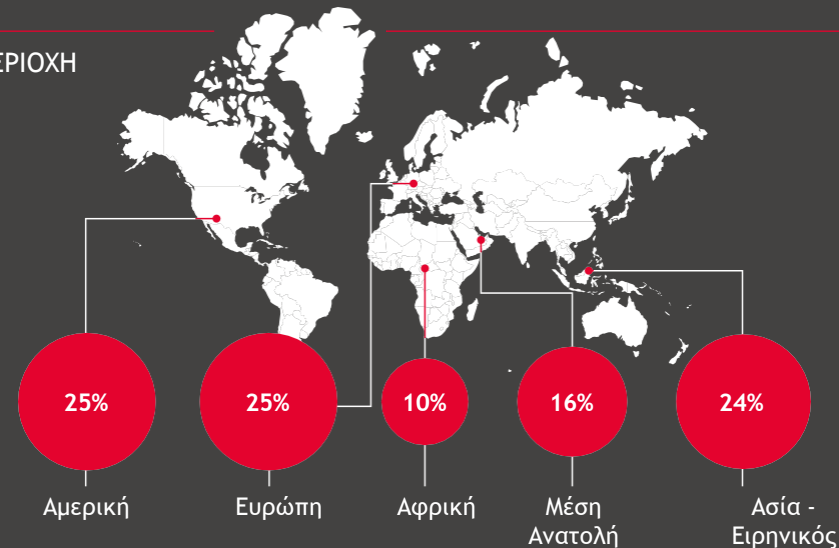 ΕΡΙΟΧΗ
25%
25%
10%
16%
24%
Αμερική
Ευρώπη
Αφρική
Μέση
Ανατολή
Ασία -
Ειρηνικός